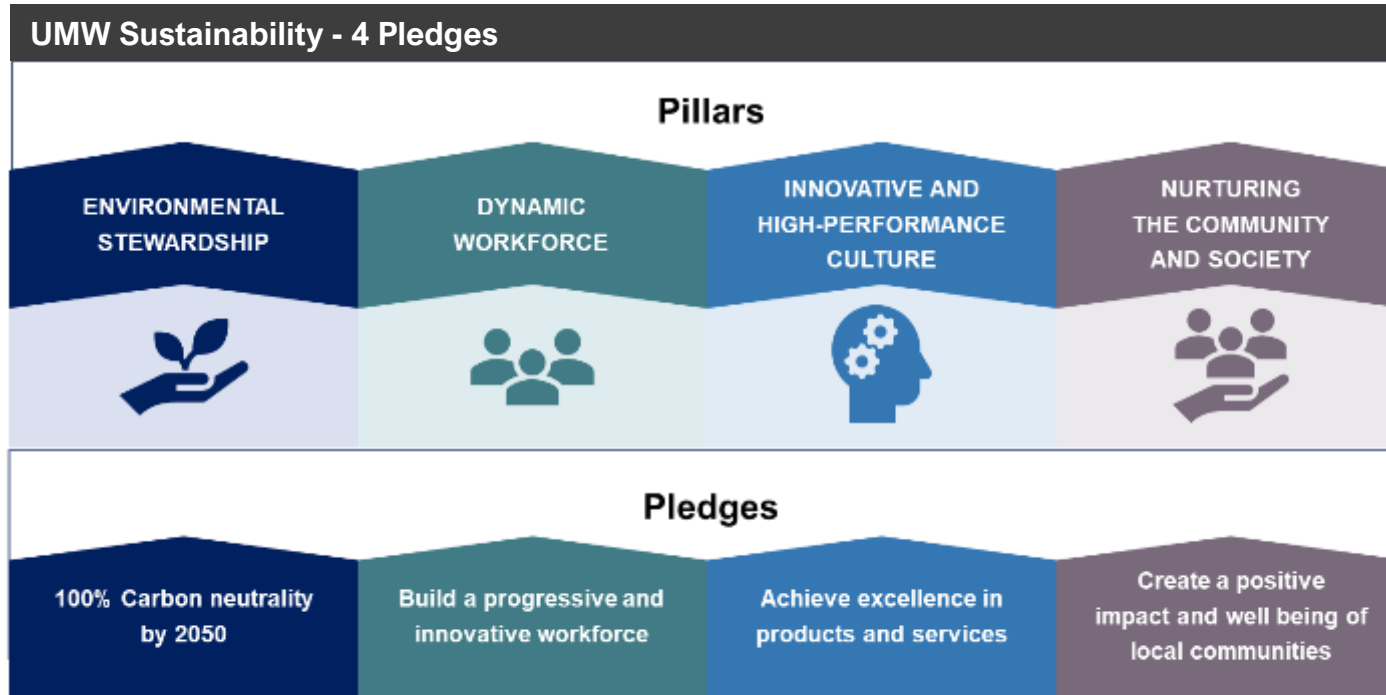 UMW Sustainability - 4 Pledges
Pillars
ENVIRONMENTAL
STEWARDSHIP
DYNAMIC
WORKFORCE
INNOVATIVE AND
HIGH-PERFORMANCE
CULTURE
NURTURING
THE COMMUNITY
AND SOCIETY
Pledges
100% Carbon neutrality
by 2050
Build a progressive and
innovative workforce
Achieve excellence in
products and services
Create a positive
impact and well being of
local communities